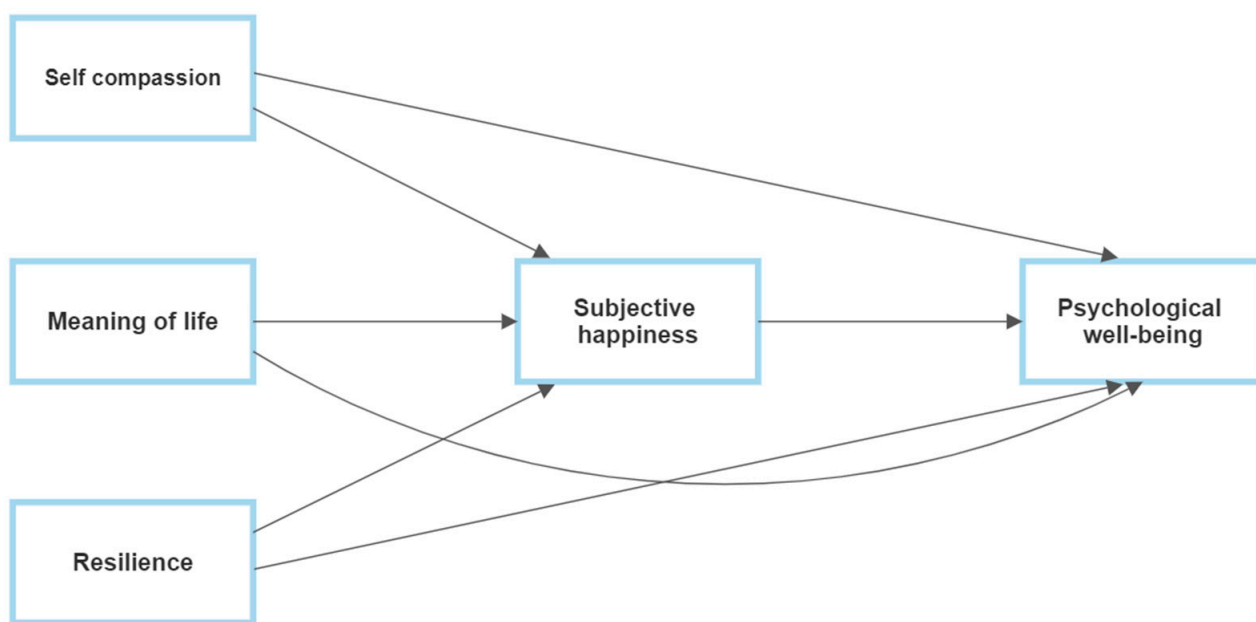 Self compassion
Meaning of life
Subjective
happiness
Psychological
well-being
Resilience